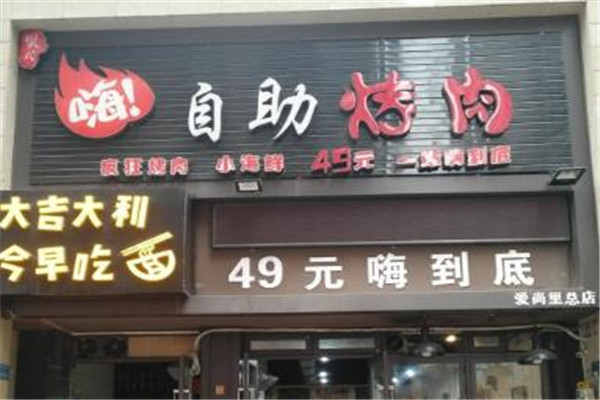 嗨!
自助烤肉
疯狂烤肉 小海鲜 49元 一嗨到底
大吉大利
今早吃面
49元嗨到底
爱尚里总店